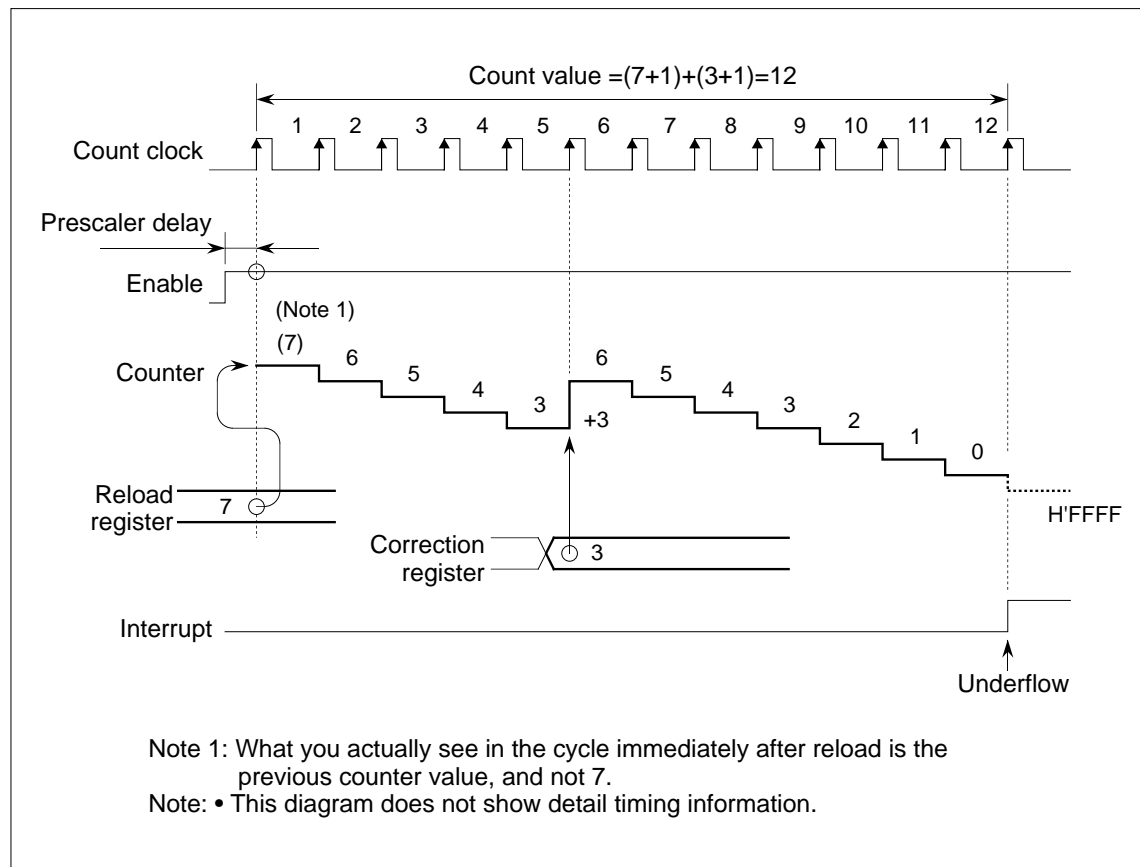 Count value =(7+1)+(3+1)=12
1 2 3 4 5 6 7 8 9 10 11 12
Count clock
Prescaler delay
Enable
(Note 1)
(7) 6 5 4 3 6 5 4 3 2 1 0
Counter
+3
Reload
register
7
H'FFFF
Correction
register
3
Interrupt
Underflow
Note 1: What you actually see in the cycle immediately after reload is the
previous counter value, and not 7.
Note: • This diagram does not show detail timing information.